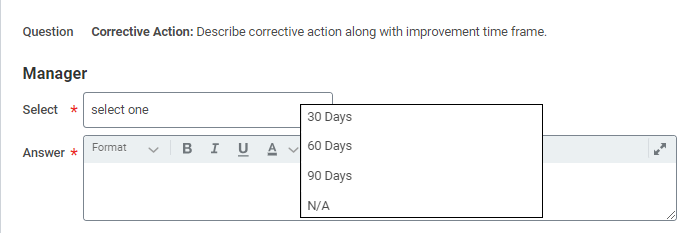 Question Corrective Action: Describe corrective action along with improvement time frame.
Manager
Select * select one
30 Days
Answer * Format B I U A
60 Days
90 Days
N/A